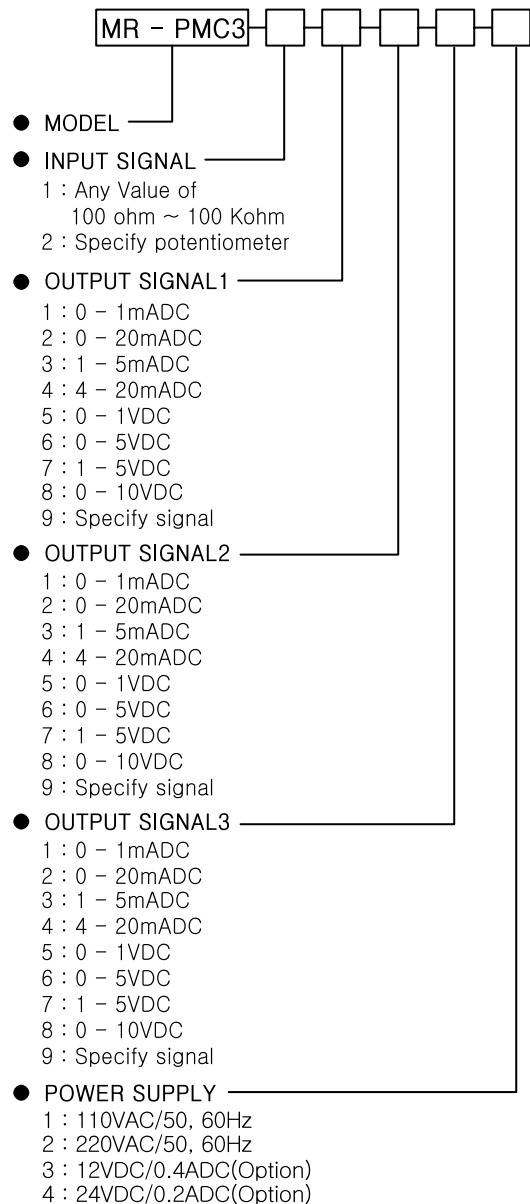 MR - PMC3
● MODEL
● INPUT SIGNAL
1 : Any Value of
100 ohm ~ 100 Kohm
2 : Specify potentiometer
● OUTPUT SIGNAL1
1 : 0 - 1mADC
2 : 0 - 20mADC
3 : 1 - 5mADC
4 : 4 - 20mADC
5 : 0 - 1VDC
6 : 0 - 5VDC
7 : 1 - 5VDC
8 : 0 - 10VDC
9 : Specify signal
● OUTPUT SIGNAL2
1 : 0 - 1mADC
2 : 0 - 20mADC
3 : 1 - 5mADC
4 : 4 - 20mADC
5 : 0 - 1VDC
6 : 0 - 5VDC
7 : 1 - 5VDC
8 : 0 - 10VDC
9 : Specify signal
● OUTPUT SIGNAL3
1 : 0 - 1mADC
2 : 0 - 20mADC
3 : 1 - 5mADC
4 : 4 - 20mADC
5 : 0 - 1VDC
6 : 0 - 5VDC
7 : 1 - 5VDC
8 : 0 - 10VDC
9 : Specify signal
● POWER SUPPLY
1 : 110VAC/50, 60Hz
2 : 220VAC/50, 60Hz
3 : 12VDC/0.4ADC(Option)
4 : 24VDC/0.2ADC(Option)